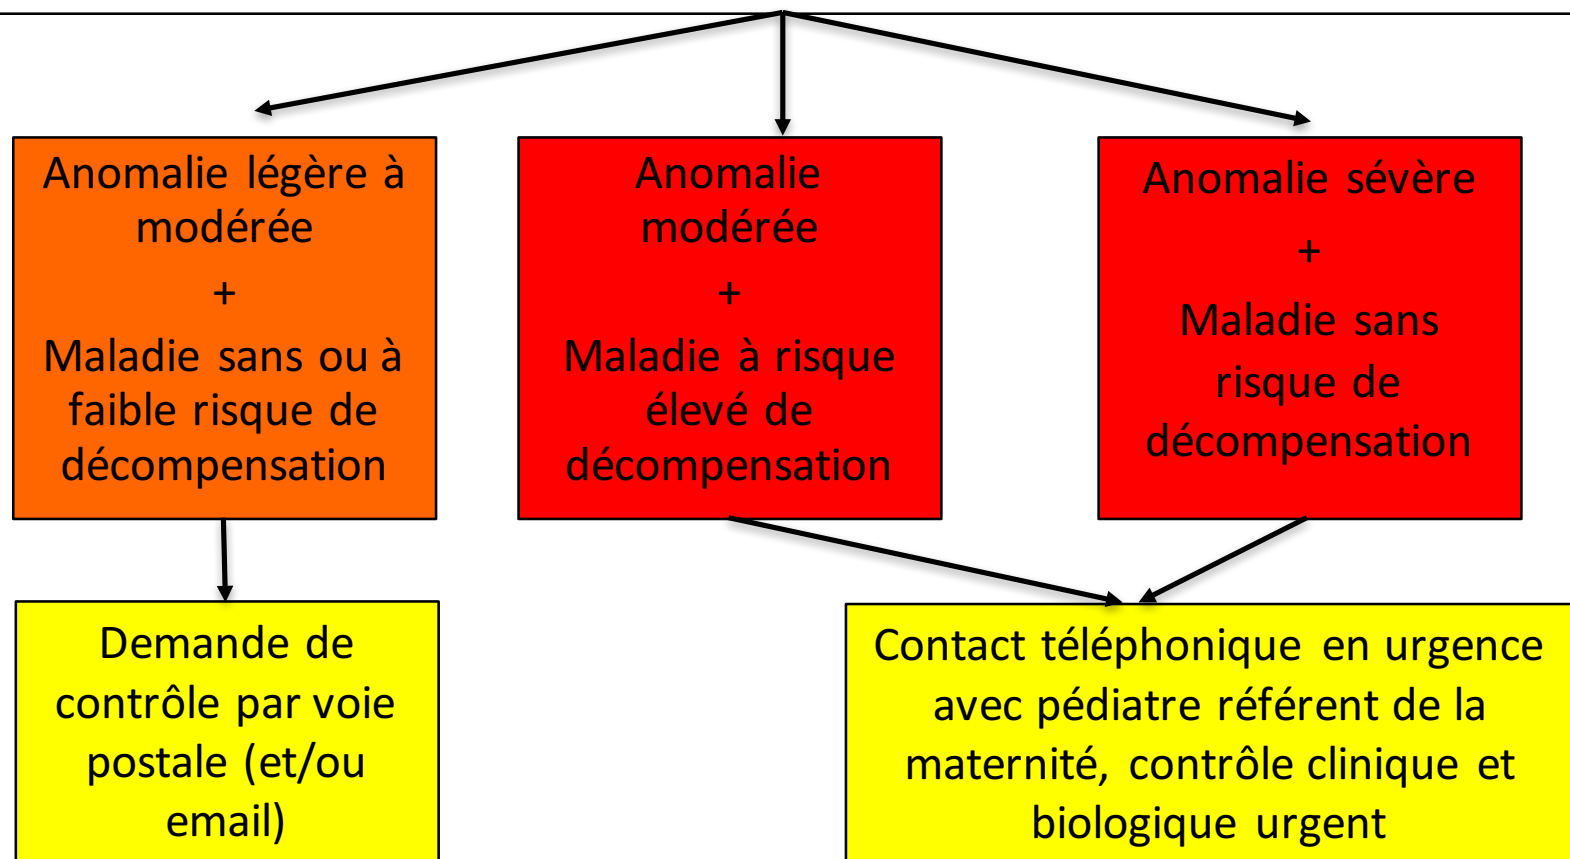 Anomalie légère à
modérée
+
Maladie sans ou à
faible risque de
décompensation
Anomalie
modérée
+
Maladie à risque
élevé de
décompensation
Anomalie sévère
+
Maladie sans
risque de
décompensation
Demande de
contrôle par voie
postale (et/ou
email)
Contact téléphonique en urgence
avec pédiatre référent de la
maternité, contrôle clinique et
biologique urgent